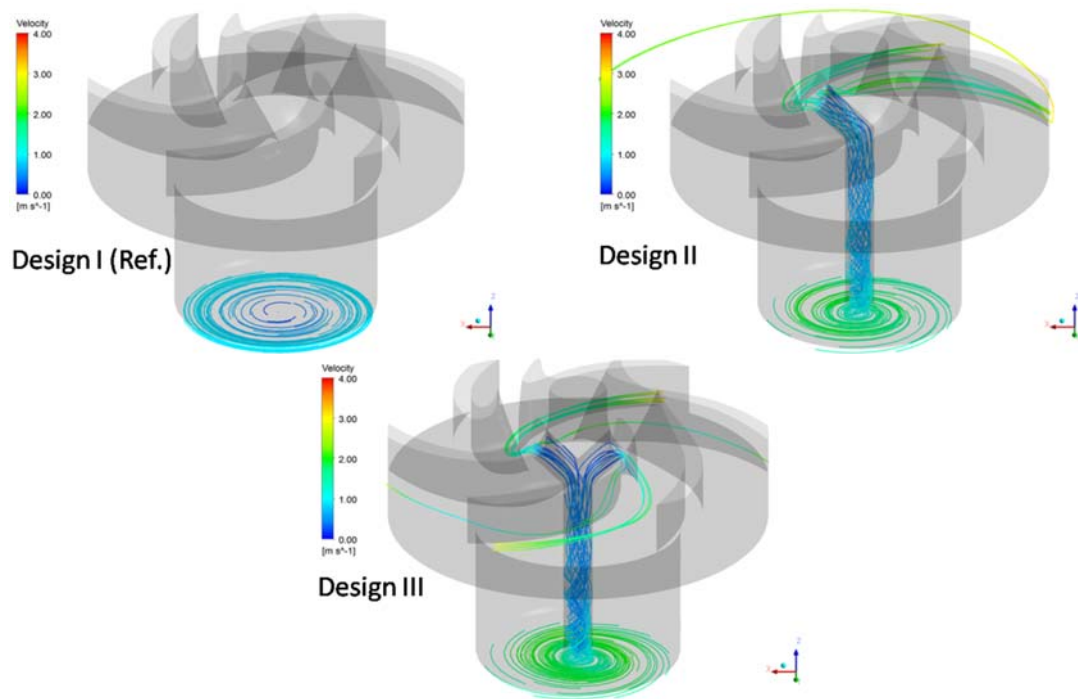 Velocity
4.00
3.00
2.00
1.00
0.00
[m s^-1]
Design I (Ref.)
Z
X
Velocity
4.00
3.00
2.00
1.00
0.00
[m s^-1]
Design II
Z
X
Velocity
4.00
3.00
2.00
1.00
0.00
[m s^-1]
Design III
Z
X